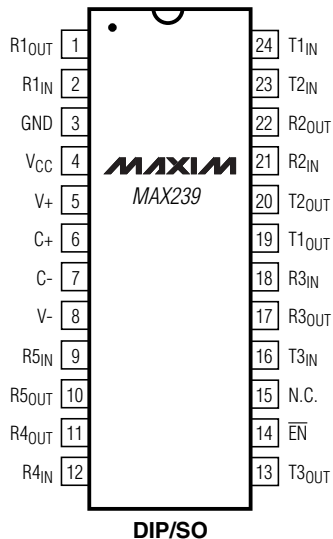 R1OUT 1 24 T1IN
R1IN 2 23 T2IN
GND 3 22 R2OUT
VCC 4 MAXIM 21 R2IN
V+ 5 MAX239 20 T2OUT
C+ 6 19 T1OUT
C- 7 18 R3IN
V- 8 17 R3OUT
R5IN 9 16 T3IN
R5OUT 10 15 N.C.
R4OUT 11 14 E̅N̅
R4IN 12 13 T3OUT
DIP/SO